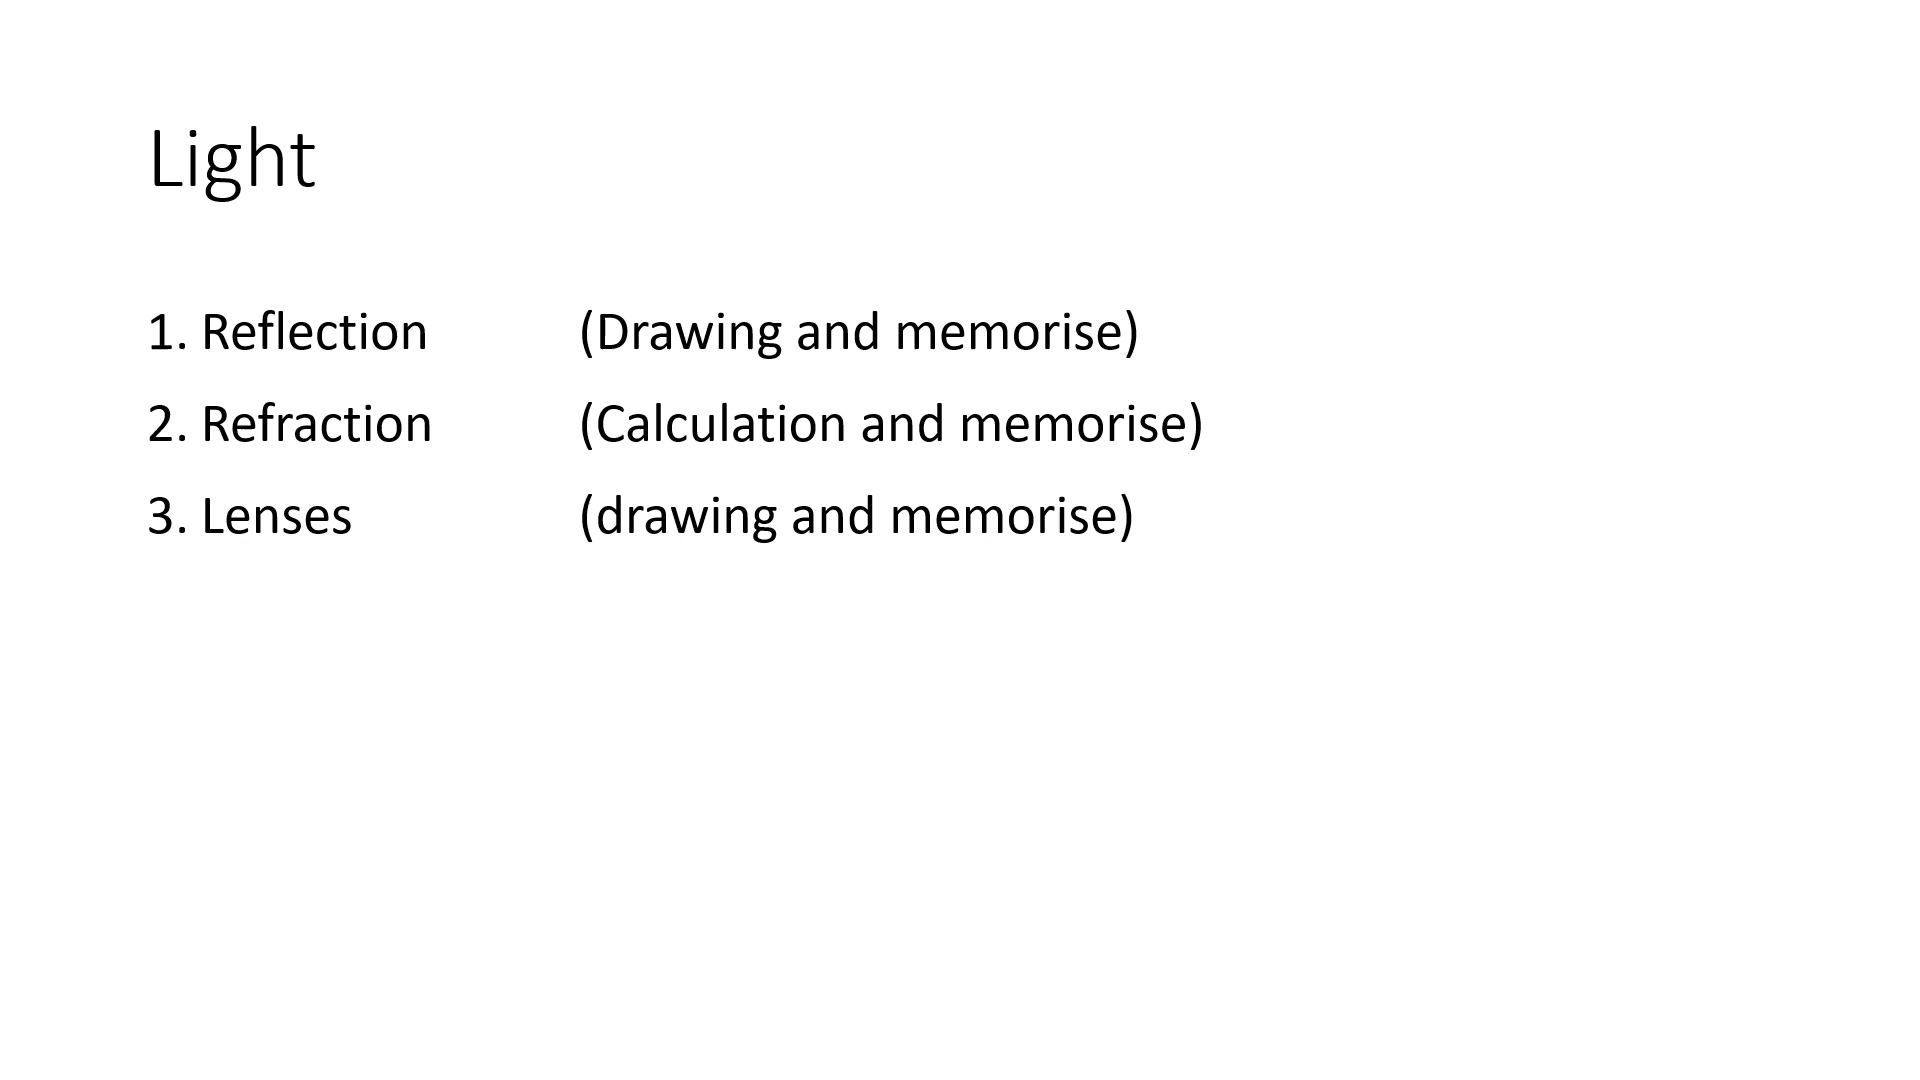 Light
1. Reflection (Drawing and memorise)
2. Refraction (Calculation and memorise)
3. Lenses (drawing and memorise)